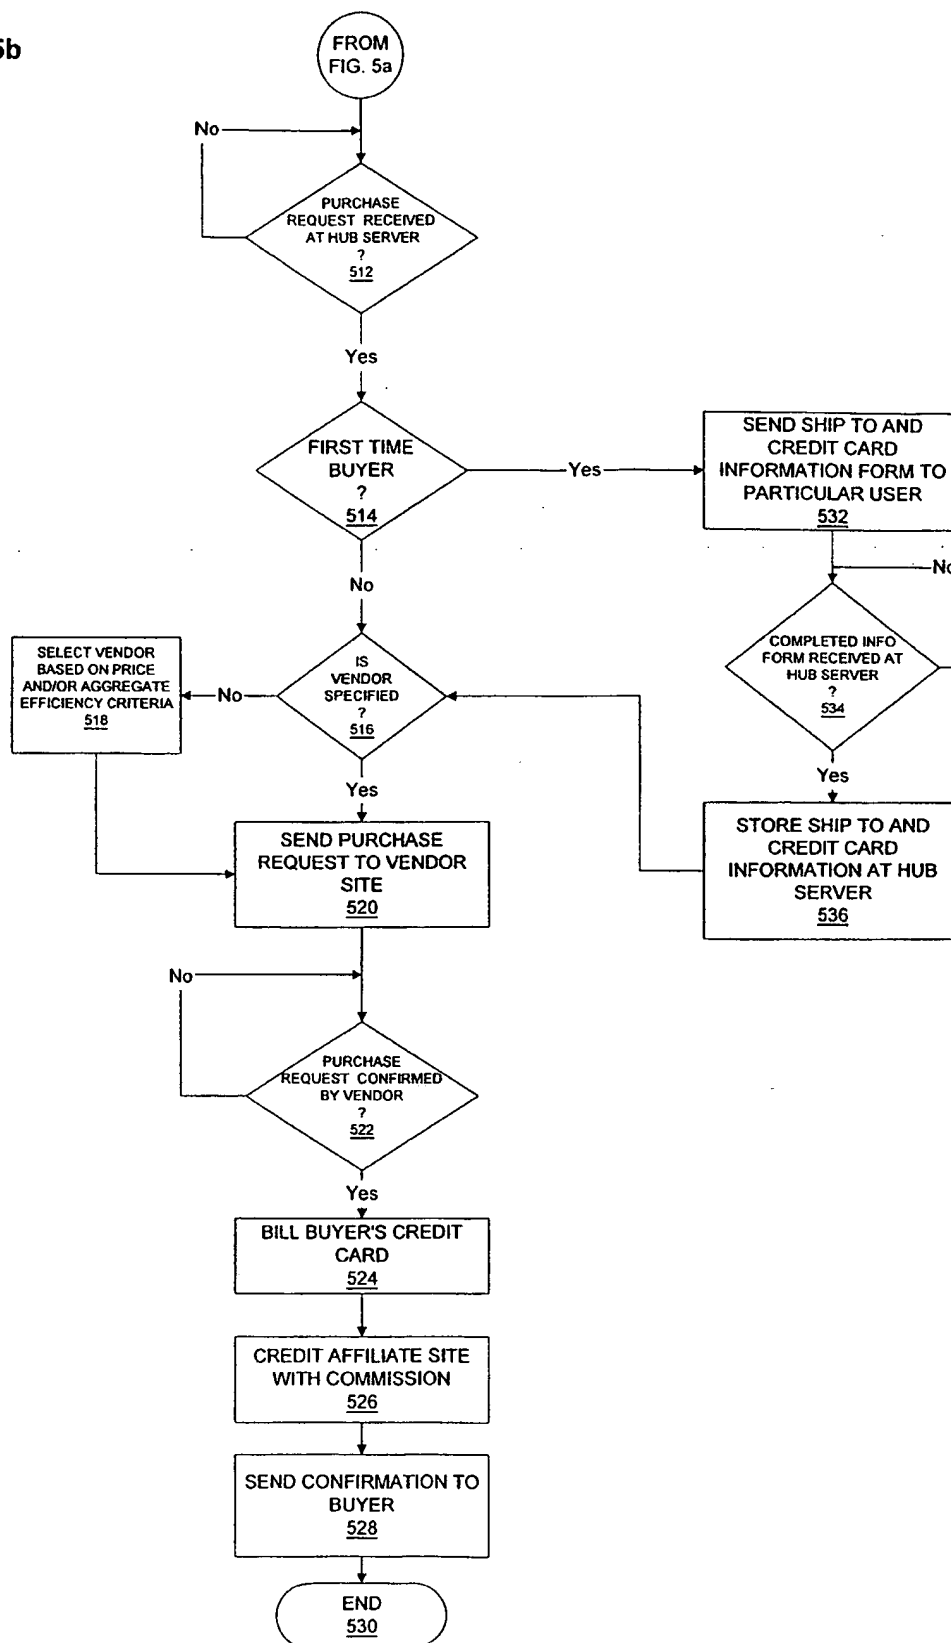 5b
FROM
FIG. 5a
No
PURCHASE
REQUEST RECEIVED
AT HUB SERVER
?
512
Yes
FIRST TIME
BUYER
?
514
Yes
SEND SHIP TO AND
CREDIT CARD
INFORMATION FORM TO
PARTICULAR USER
532
No
No
COMPLETED INFO
FORM RECEIVED AT
HUB SERVER
?
534
SELECT VENDOR
BASED ON PRICE
AND/OR AGGREGATE
EFFICIENCY CRITERIA
518
No
IS
VENDOR
SPECIFIED
?
516
Yes
Yes
SEND PURCHASE
REQUEST TO VENDOR
SITE
520
STORE SHIP TO AND
CREDIT CARD
INFORMATION AT HUB
SERVER
536
No
PURCHASE
REQUEST CONFIRMED
BY VENDOR
?
522
Yes
BILL BUYER'S CREDIT
CARD
524
CREDIT AFFILIATE SITE
WITH COMMISSION
526
SEND CONFIRMATION TO
BUYER
528
END
530